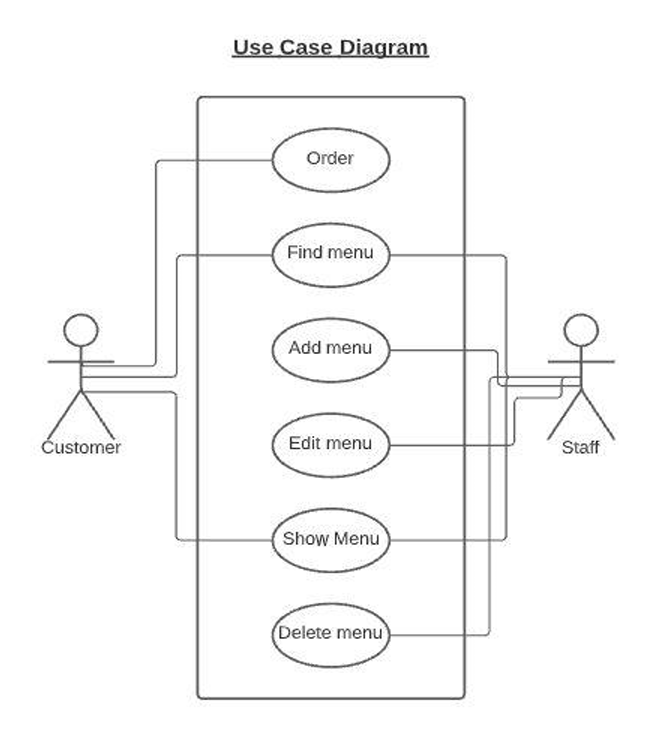 Use Case Diagram
Order
Find menu
Add menu
Edit menu
Show Menu
Delete menu
Customer
Staff